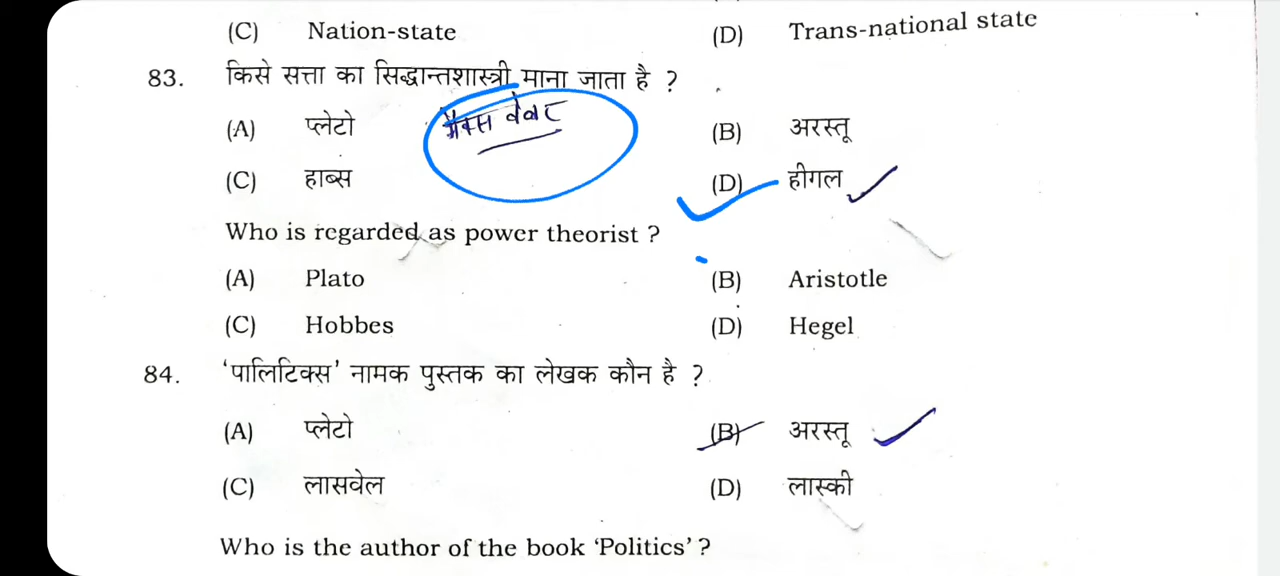 (C) Nation-state (D) Trans-national state
83. किसे सत्ता का सिद्धान्तशास्त्री माना जाता है ?
(A) प्लेटो मैक्स वेबर (B) अरस्तू
(C) हाब्स (D) हीगल
Who is regarded as power theorist ?
(A) Plato (B) Aristotle
(C) Hobbes (D) Hegel
84. ‘पालिटिक्स’ नामक पुस्तक का लेखक कौन है ?
(A) प्लेटो (B) अरस्तू
(C) लासवेल (D) लास्की
Who is the author of the book ‘Politics’ ?